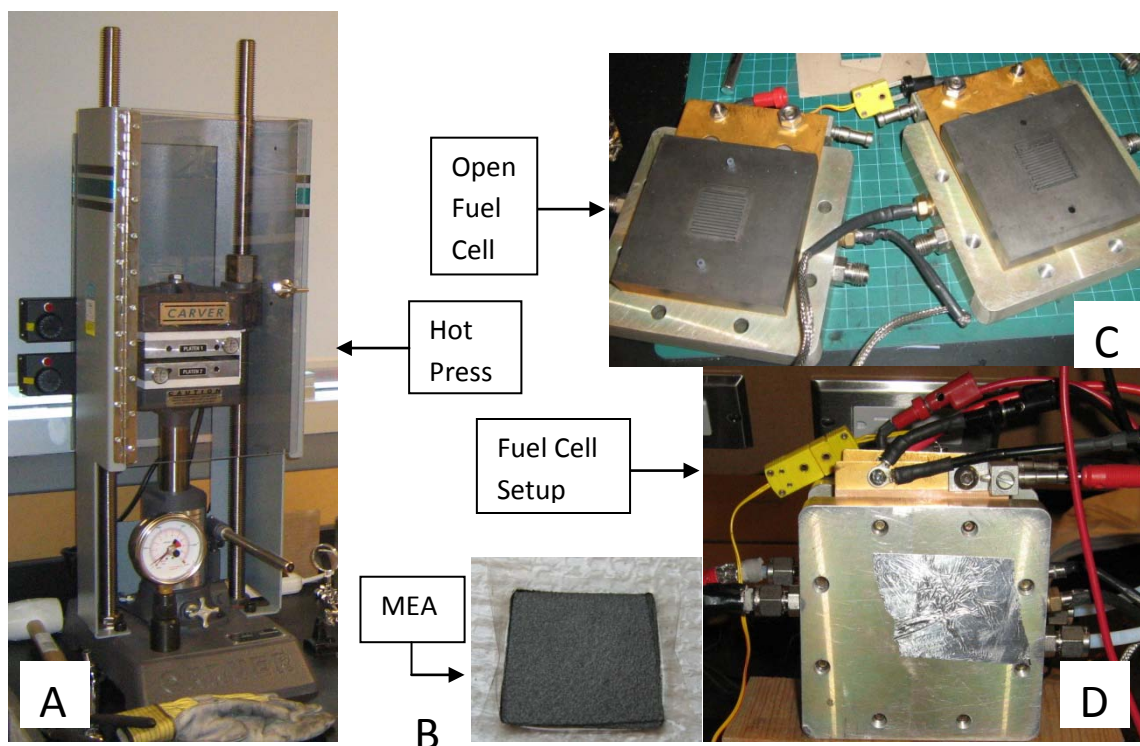 Open
Fuel
Cell
Hot
Press
Fuel Cell
Setup
MEA
A
B
C
D
CARVER
PLATEN 1
PLATEN 2
CARVER